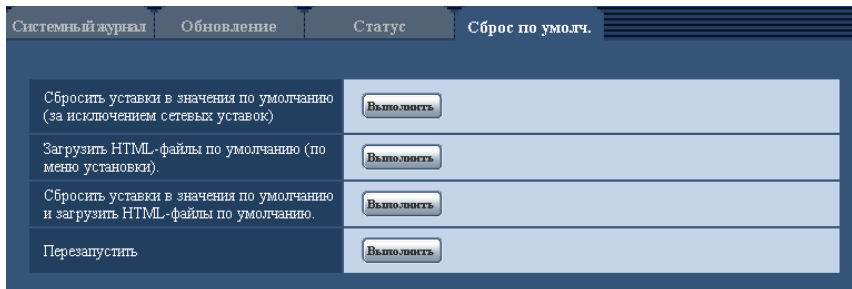 Системный журнал Обновление Статус Сброс по умолч.
Сбросить уставки в значения по умолчанию
(за исключением сетевых уставок)
Выполнить
Загрузить HTML-файлы по умолчанию (по
меню установки).
Выполнить
Сбросить уставки в значения по умолчанию
и загрузить HTML-файлы по умолчанию.
Выполнить
Перезапустить
Выполнить